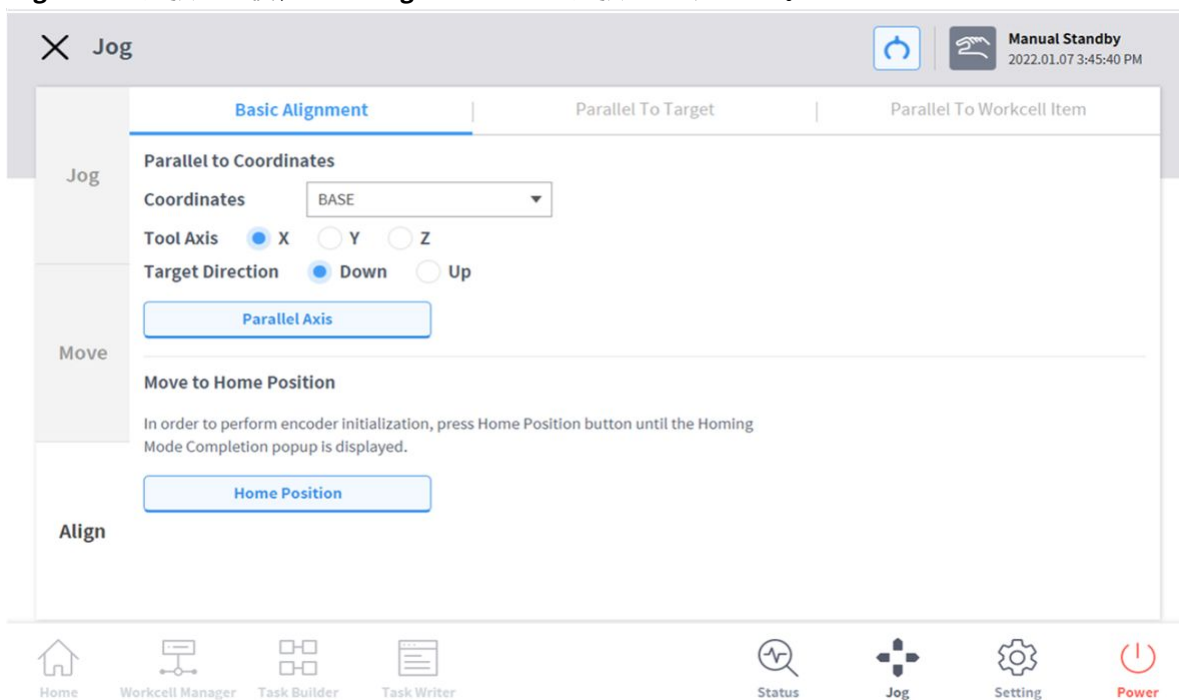 Jog
Manual Standby
2022.01.07 3:45:40 PM
Basic Alignment
Parallel To Target
Parallel To Workcell Item
Jog
Move
Align
Parallel to Coordinates
Coordinates BASE
Tool Axis X Y Z
Target Direction Down Up
Parallel Axis
Move to Home Position
In order to perform encoder initialization, press Home Position button until the Homing
Mode Completion popup is displayed.
Home Position
Home Workcell Manager Task Builder Task Writer Status Jog Setting Power